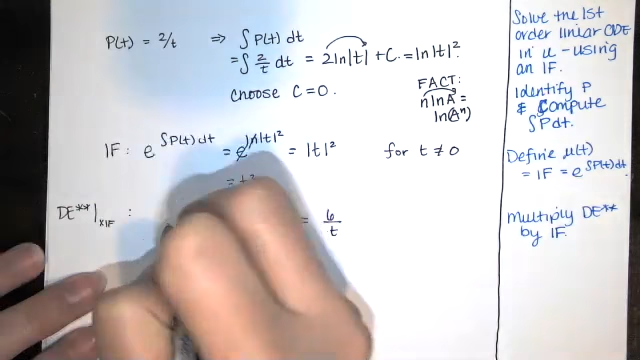 P(t) = 2/t ⇒ ∫ P(t) dt
= ∫ 2/t dt = 2 ln|t| + C = ln|t|².
choose C = 0.
FACT:
n ln A =
ln(Aⁿ)
IF: e^∫P(t)dt = e^ln|t|² = |t|² for t ≠ 0
= t²
DE**|×IF : = 6/t
Solve the 1st
order linear ODE
in u - using
an IF.
Identify P
& Compute
∫Pdt.
Define μ(t)
= IF = e^∫P(t)dt
Multiply DE**
by IF.